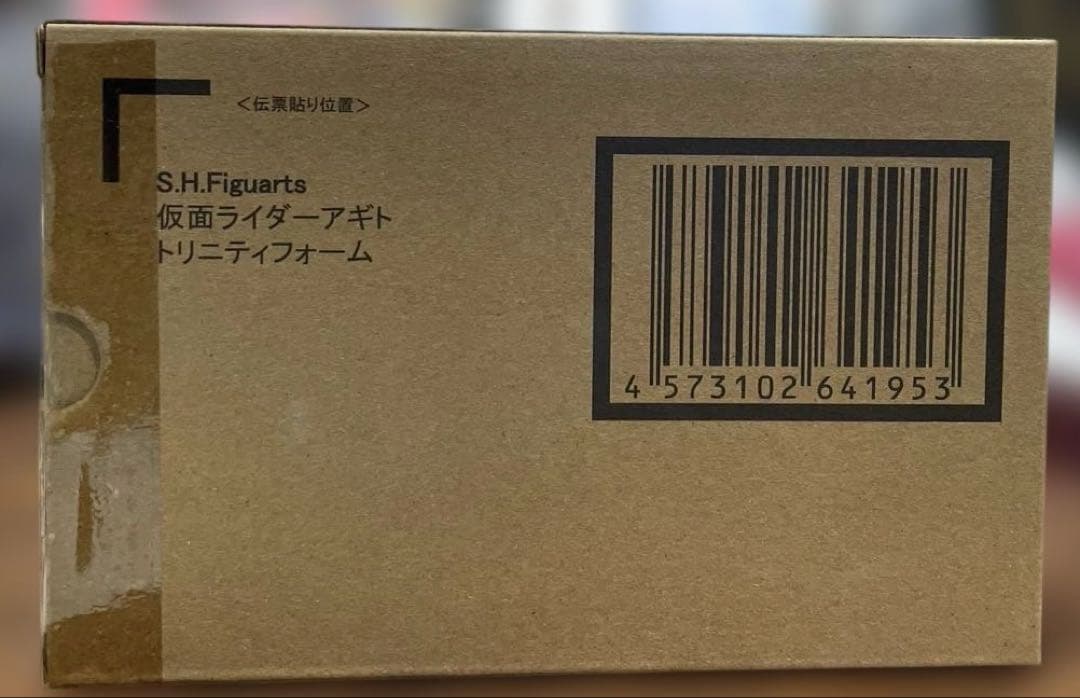 <伝票貼り位置>
S.H.Figuarts
仮面ライダーアギト
トリニティフォーム
4 573102 641953